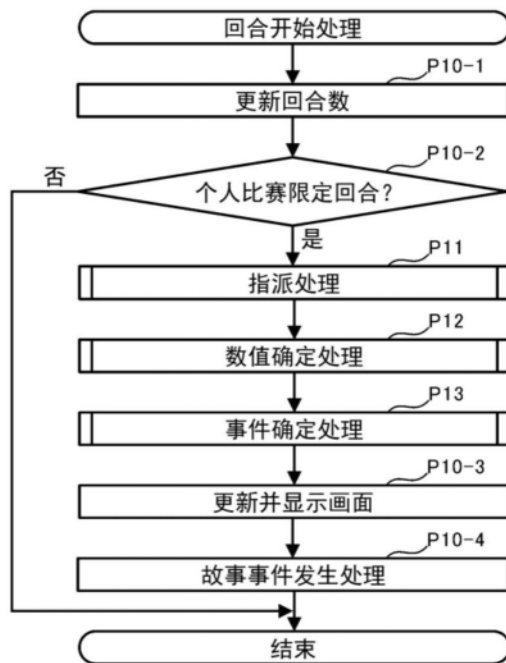 回合开始处理
P10-1
更新回合数
P10-2
否
个人比赛限定回合?
是
P11
指派处理
P12
数值确定处理
P13
事件确定处理
P10-3
更新并显示画面
P10-4
故事事件发生处理
结束